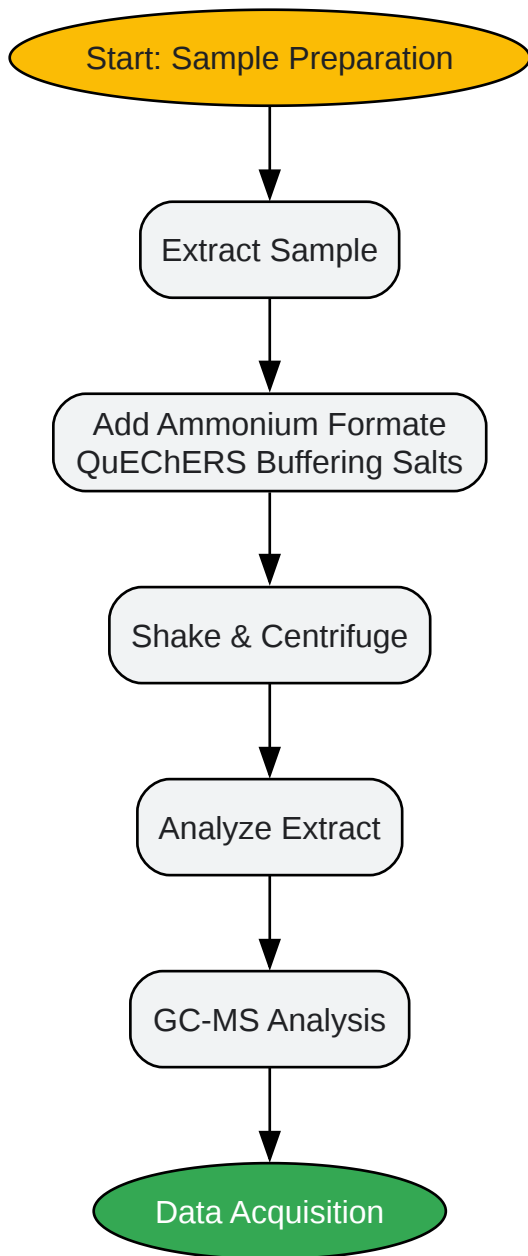 Start: Sample Preparation
Extract Sample
Add Ammonium Formate
QuEChERS Buffering Salts
Shake & Centrifuge
Analyze Extract
GC-MS Analysis
Data Acquisition